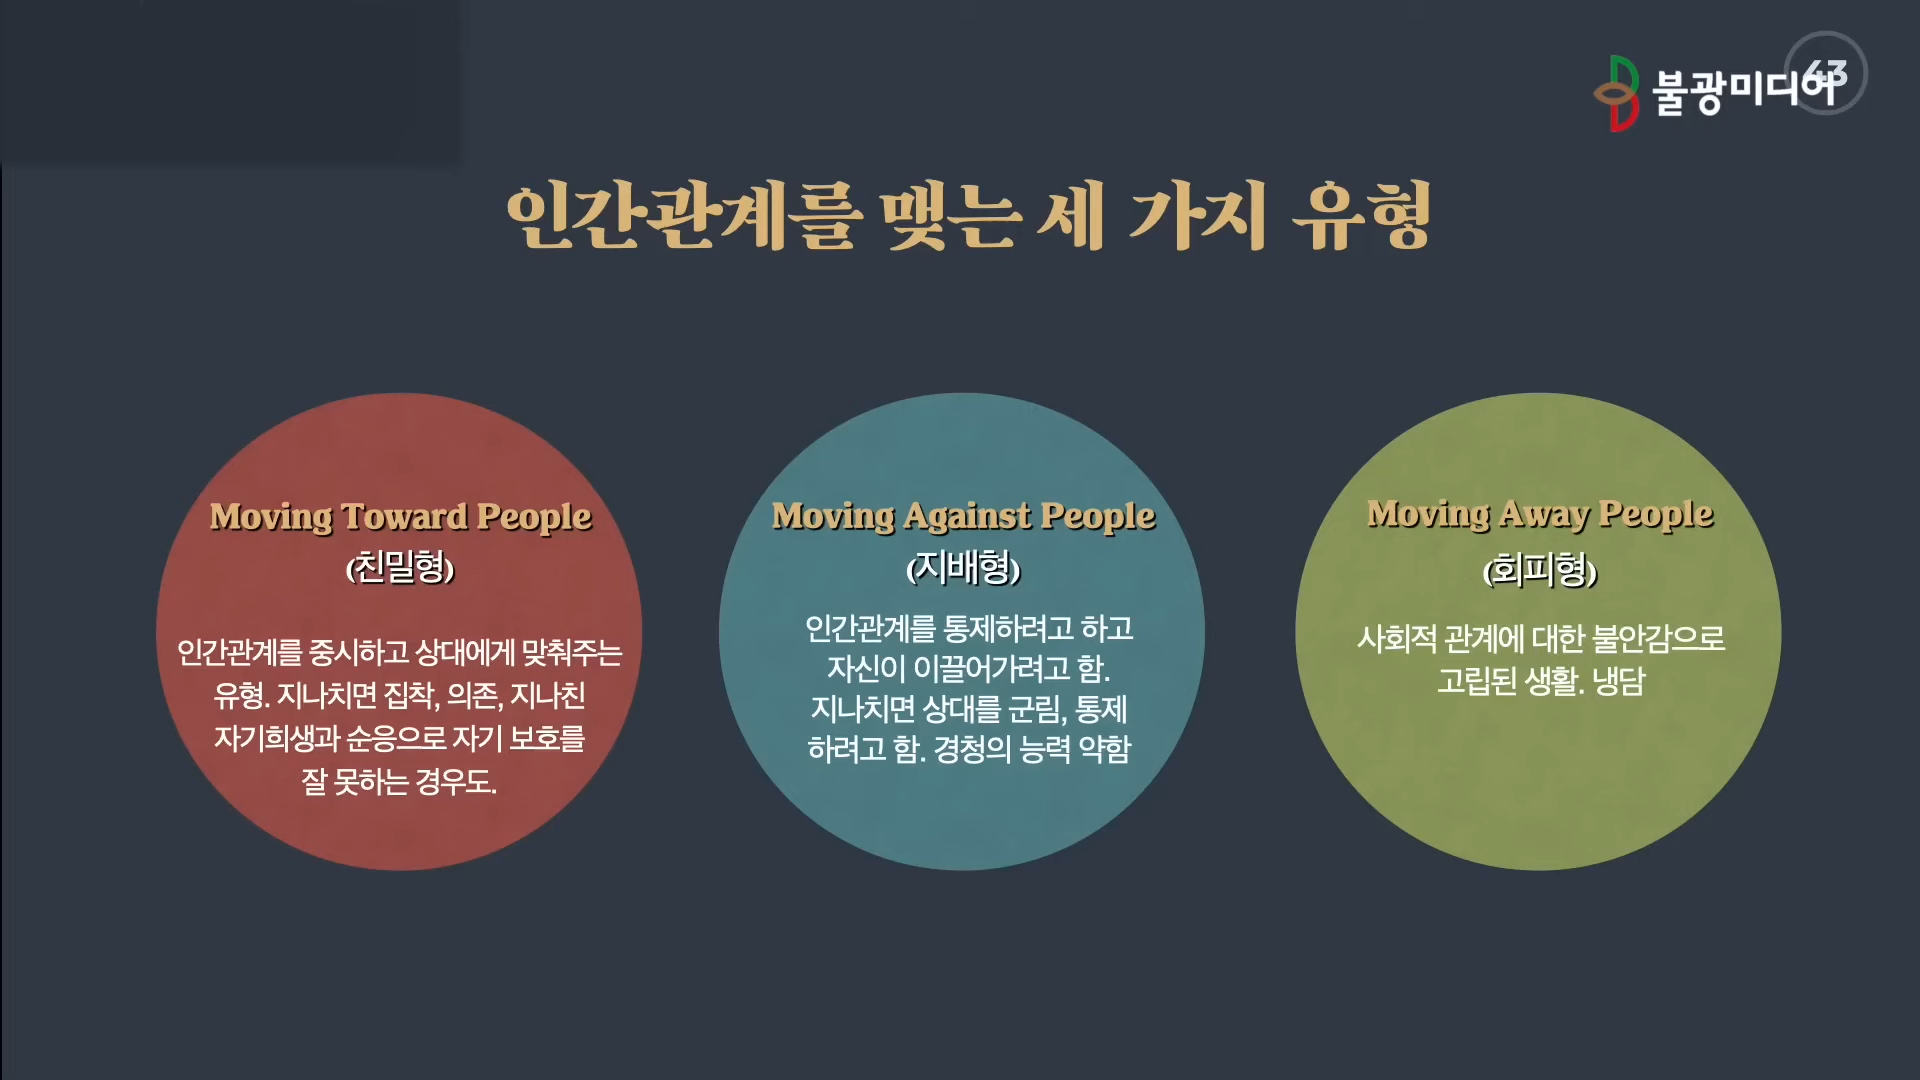 불광미디어
43
인간관계를 맺는 세 가지 유형
Moving Toward People
(친밀형)
인간관계를 중시하고 상대에게 맞춰주는
유형. 지나치면 집착, 의존, 지나친
자기희생과 순응으로 자기 보호를
잘 못하는 경우도.
Moving Against People
(지배형)
인간관계를 통제하려고 하고
자신이 이끌어가려고 함.
지나치면 상대를 군림, 통제
하려고 함. 경청의 능력 약함
Moving Away People
(회피형)
사회적 관계에 대한 불안감으로
고립된 생활. 냉담